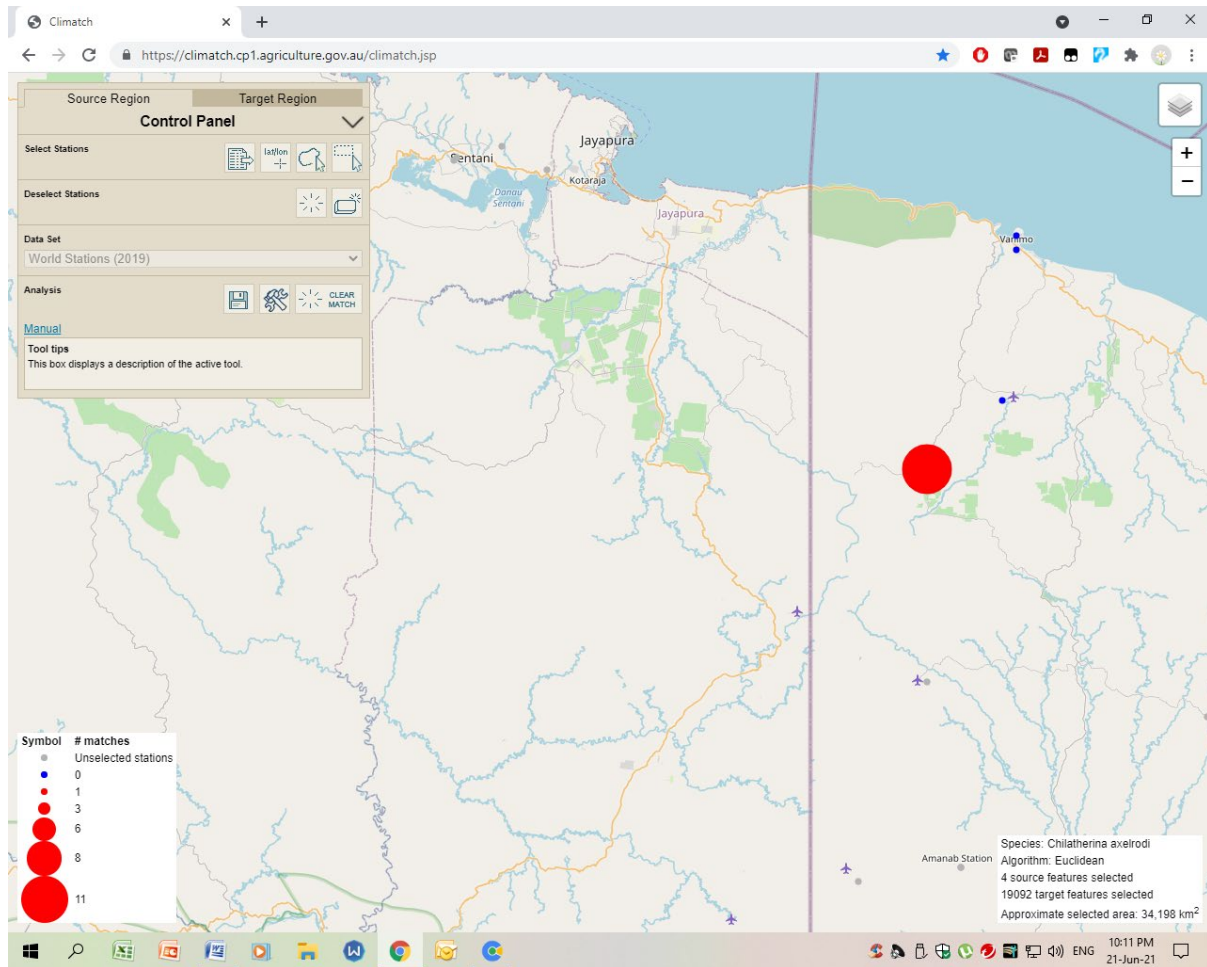 Climatch
https://climatch.cp1.agriculture.gov.au/climatch.jsp
Source Region Target Region
Control Panel
Select Stations
lat/lon
Deselect Stations
Data Set
World Stations (2019)
Analysis
CLEAR MATCH
Manual
Tool tips
This box displays a description of the active tool.
Jayapura
Sentani
Kotaraja
Danau
Sentani
Jayapura
Vanimo
+
−
Symbol # matches
Unselected stations
0
1
3
6
8
11
Amanab Station
Species: Chilatherina axelrodi
Algorithm: Euclidean
4 source features selected
19092 target features selected
Approximate selected area: 34,198 km²
ENG
10:11 PM
21-Jun-21